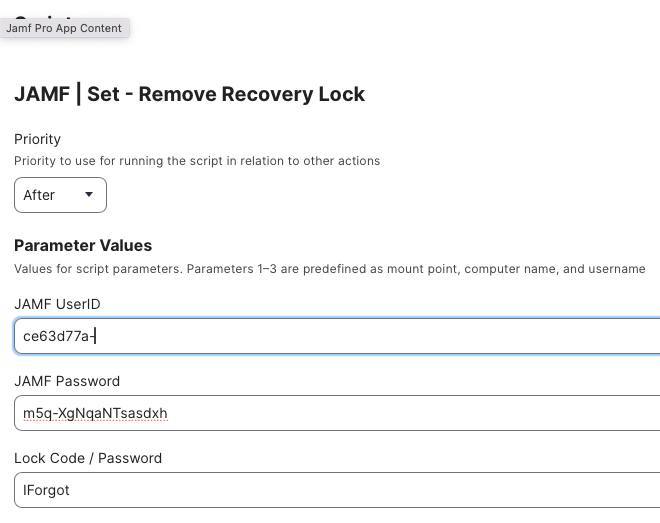 Jamf Pro App Content
JAMF | Set - Remove Recovery Lock
Priority
Priority to use for running the script in relation to other actions
After
Parameter Values
Values for script parameters. Parameters 1–3 are predefined as mount point, computer name, and username
JAMF UserID
ce63d77a-
JAMF Password
m5q-XgNqaNTsasdxh
Lock Code / Password
IForgot